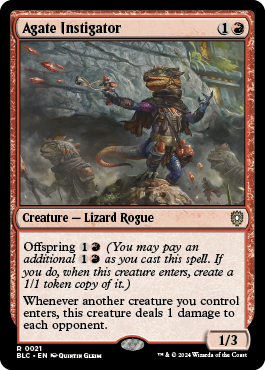 Agate Instigator 1R
Creature — Lizard Rogue
Offspring 1R (You may pay an
additional 1R as you cast this spell. If
you do, when this creature enters, create a
1/1 token copy of it.)
Whenever another creature you control
enters, this creature deals 1 damage to
each opponent.
1/3
R 0021
BLC • EN Quintin Gleim
™ & © 2024 Wizards of the Coast